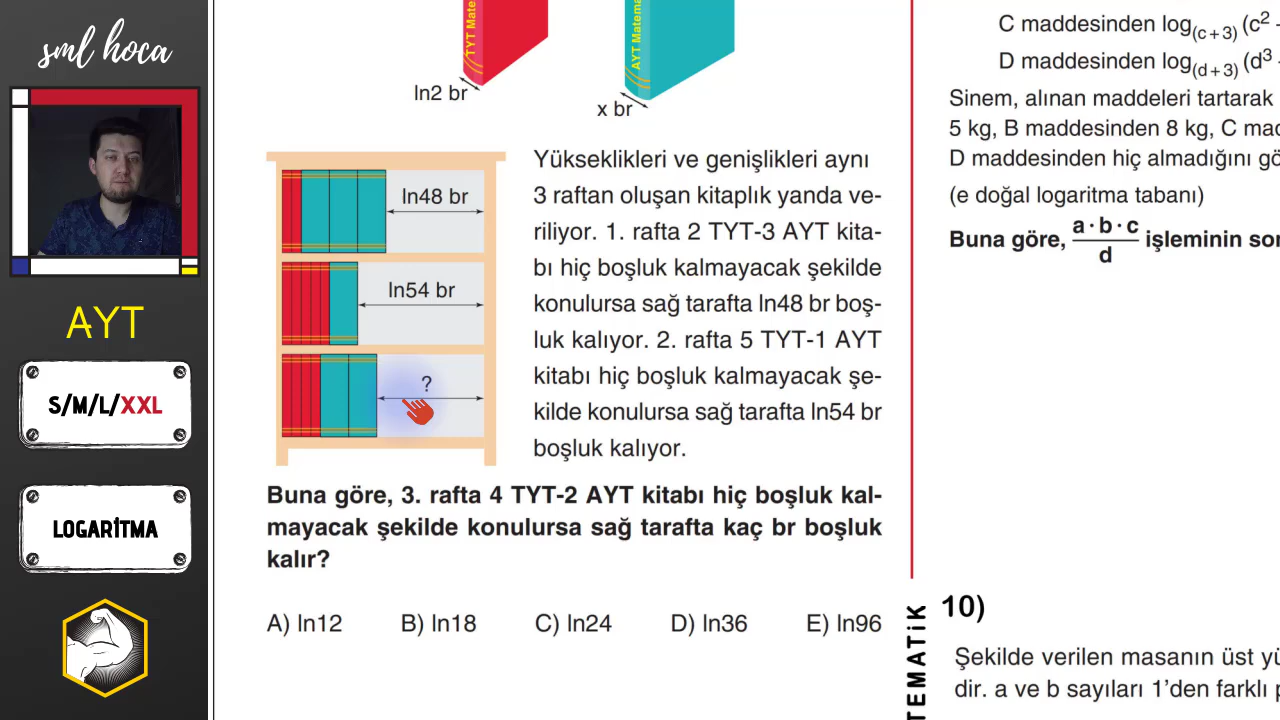 sml hoca
AYT
S/M/L/XXL
LOGARİTMA
TYT Mate
AYT Matema
ln2 br
x br
ln48 br
ln54 br
?
Yükseklikleri ve genişlikleri aynı
3 raftan oluşan kitaplık yanda ve-
riliyor. 1. rafta 2 TYT-3 AYT kita-
bı hiç boşluk kalmayacak şekilde
konulursa sağ tarafta ln48 br boş-
luk kalıyor. 2. rafta 5 TYT-1 AYT
kitabı hiç boşluk kalmayacak şe-
kilde konulursa sağ tarafta ln54 br
boşluk kalıyor.
Buna göre, 3. rafta 4 TYT-2 AYT kitabı hiç boşluk kal-
mayacak şekilde konulursa sağ tarafta kaç br boşluk
kalır?
A) ln12 B) ln18 C) ln24 D) ln36 E) ln96
C maddesinden log(c+3) (c² -
D maddesinden log(d+3) (d³ -
Sinem, alınan maddeleri tartarak
5 kg, B maddesinden 8 kg, C mad
D maddesinden hiç almadığını gö
(e doğal logaritma tabanı)
Buna göre, a·b·c/d işleminin son
TEMATİK
10)
Şekilde verilen masanın üst yü
dir. a ve b sayıları 1'den farklı p